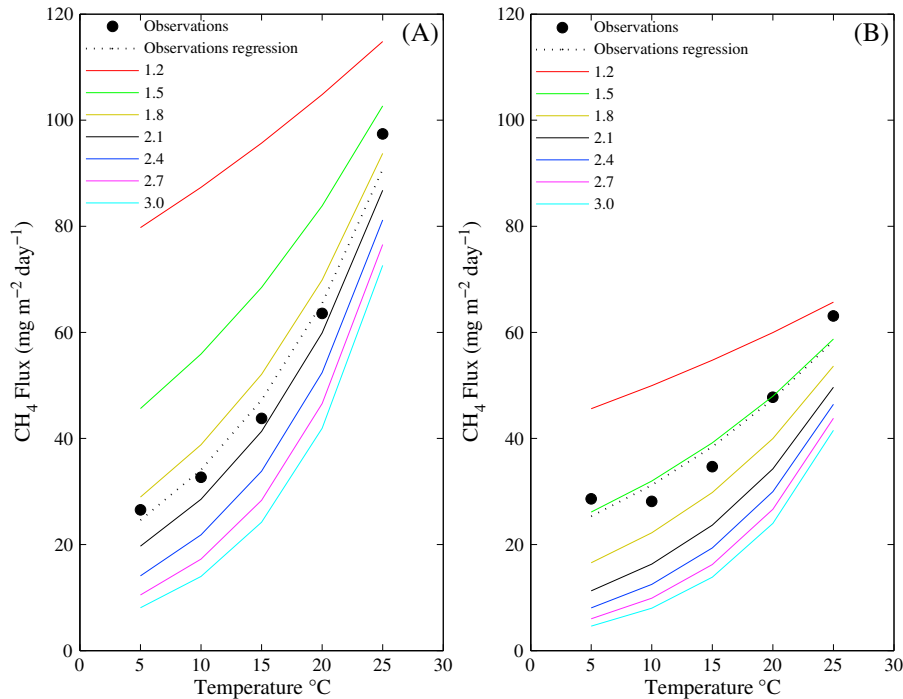 (A)
Observations
Observations regression
1.2
1.5
1.8
2.1
2.4
2.7
3.0
120
100
80
60
40
20
0
CH₄ Flux (mg m⁻² day⁻¹)
0 5 10 15 20 25 30
Temperature °C
(B)
Observations
Observations regression
1.2
1.5
1.8
2.1
2.4
2.7
3.0
120
100
80
60
40
20
0
CH₄ Flux (mg m⁻² day⁻¹)
0 5 10 15 20 25 30
Temperature °C